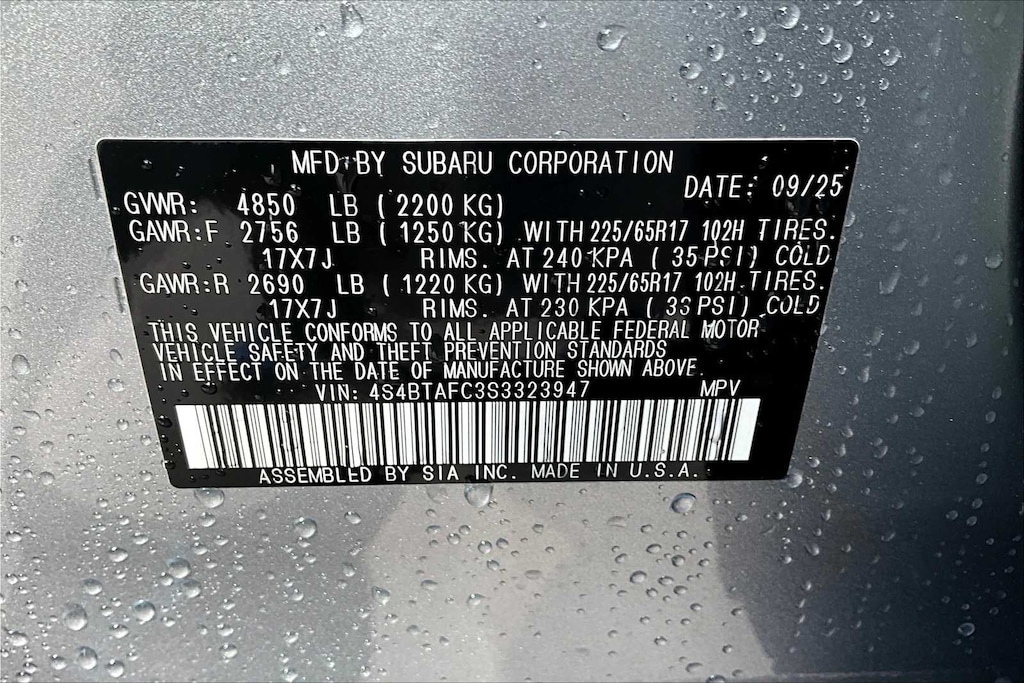 MFD BY SUBARU CORPORATION
DATE: 09/25
GVWR: 4850 LB ( 2200 KG)
GAWR:F 2756 LB ( 1250 KG) WITH 225/65R17 102H TIRES.
17X7J RIMS. AT 240 KPA ( 35 PSI) COLD
GAWR:R 2690 LB ( 1220 KG) WITH 225/65R17 102H TIRES.
17X7J RIMS. AT 230 KPA ( 33 PSI) COLD
THIS VEHICLE CONFORMS TO ALL APPLICABLE FEDERAL MOTOR
VEHICLE SAFETY AND THEFT PREVENTION STANDARDS
IN EFFECT ON THE DATE OF MANUFACTURE SHOWN ABOVE.
VIN: 4S4BTAFC3S3323947 MPV
ASSEMBLED BY SIA INC. MADE IN U.S.A.